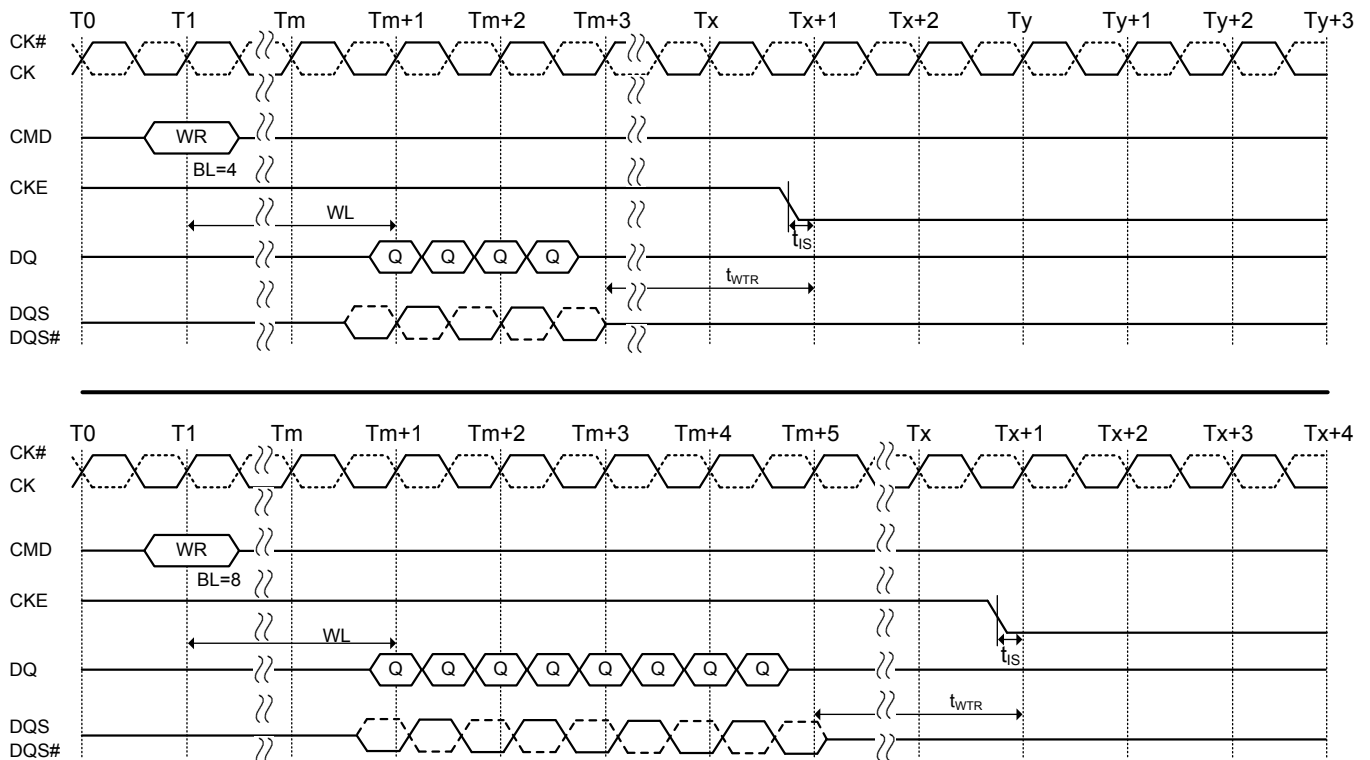 T0 T1 Tm Tm+1 Tm+2 Tm+3 Tx Tx+1 Tx+2 Ty Ty+1 Ty+2 Ty+3
CK#
CK
CMD WR
BL=4
CKE
WL
tIS
DQ Q Q Q Q
tWTR
DQS
DQS#
T0 T1 Tm Tm+1 Tm+2 Tm+3 Tm+4 Tm+5 Tx Tx+1 Tx+2 Tx+3 Tx+4
CK#
CK
CMD WR
BL=8
CKE
WL
tIS
DQ Q Q Q Q Q Q Q Q
tWTR
DQS
DQS#